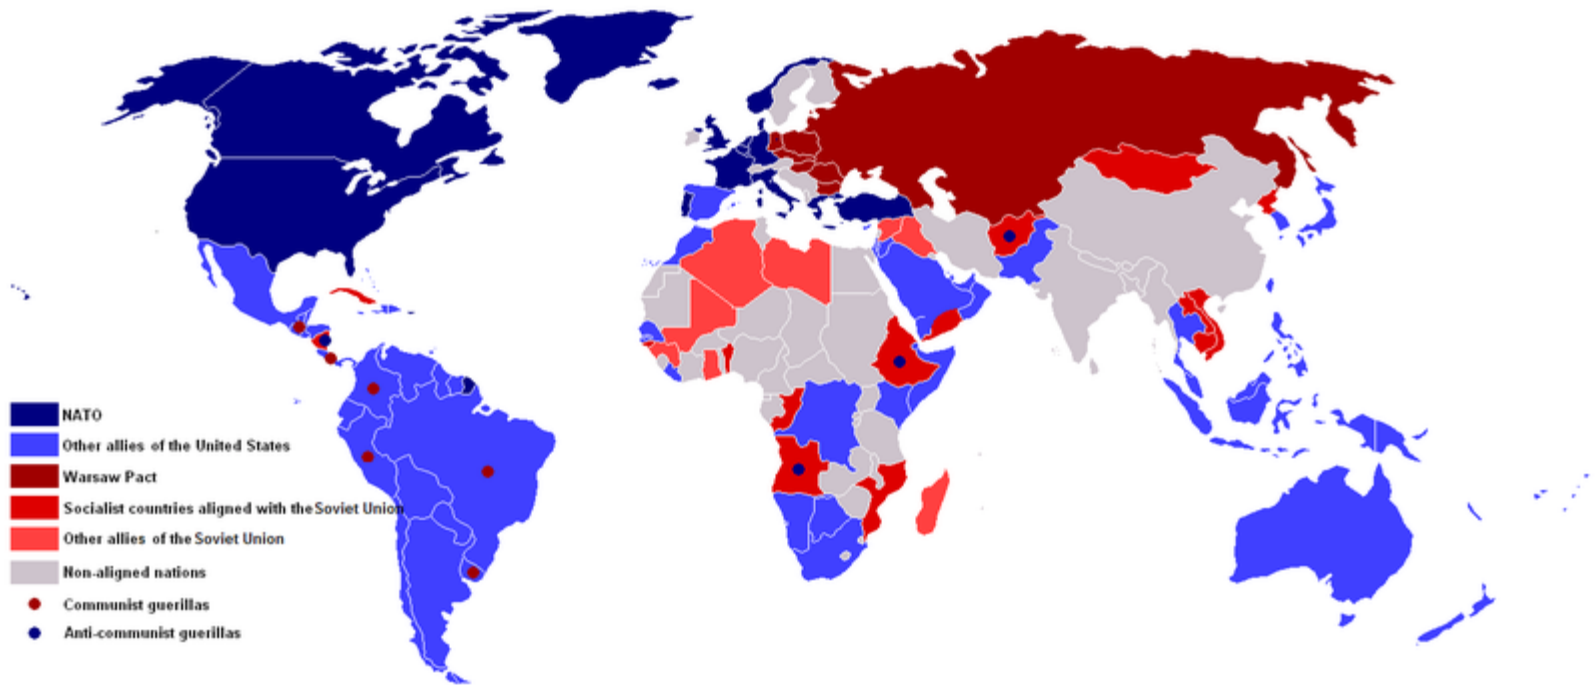 NATO
Other allies of the United States
Warsaw Pact
Socialist countries aligned with the Soviet Union
Other allies of the Soviet Union
Non-aligned nations
Communist guerillas
Anti-communist guerillas